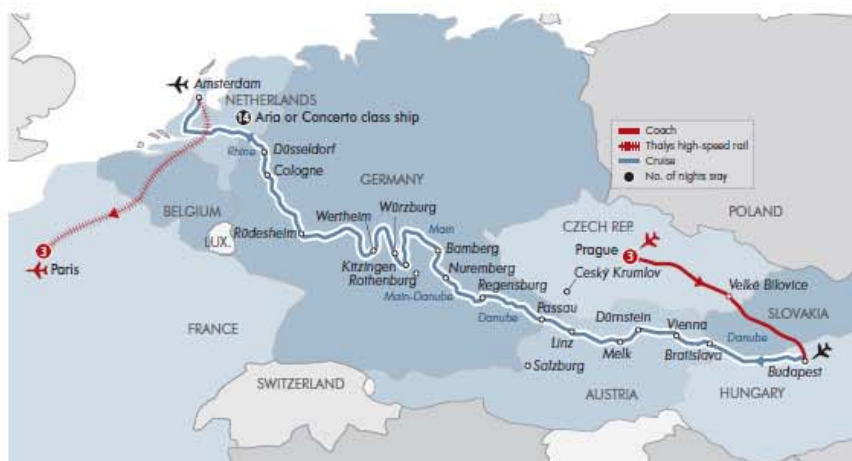 Amsterdam
NETHERLANDS
14 Aria or Concerto class ship
Rhine
Düsseldorf
Cologne
GERMANY
BELGIUM
LUX.
Rüdesheim
Wertheim
Würzburg
Main
Kitzingen
Rothenburg
Bamberg
Nuremberg
Main-Danube
Regensburg
Danube
Passau
Linz
Melk
Dürnstein
Vienna
Bratislava
Danube
Budapest
Salzburg
3
Paris
FRANCE
SWITZERLAND
AUSTRIA
HUNGARY
SLOVAKIA
CZECH REP.
Prague
3
Český Krumlov
Velké Bílovice
POLAND
Coach
Thalys high-speed rail
Cruise
No. of nights stay